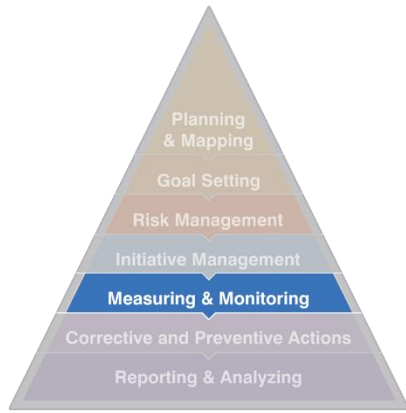 Planning
& Mapping
Goal Setting
Risk Management
Initiative Management
Measuring & Monitoring
Corrective and Preventive Actions
Reporting & Analyzing